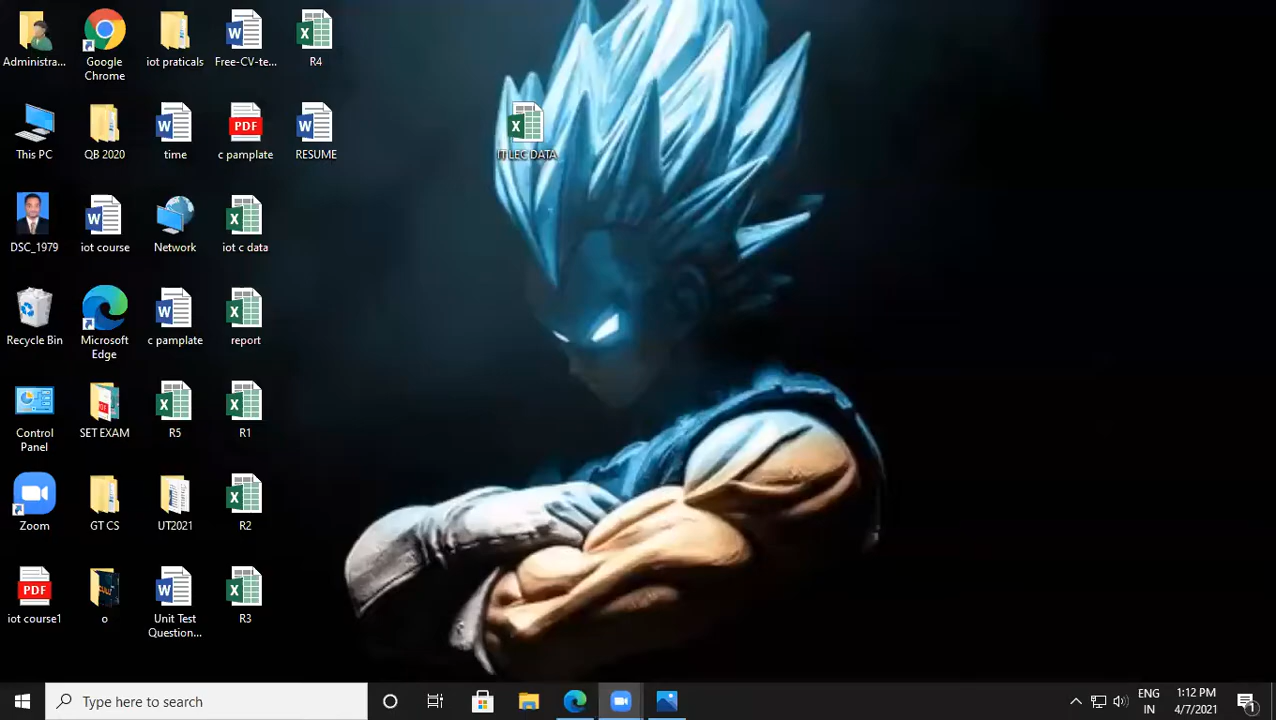 Administra...
Google
Chrome
iot praticals
Free-CV-te...
R4
This PC
QB 2020
time
PDF
c pamplate
RESUME
IT LEC DATA
DSC_1979
iot course
Network
iot c data
Recycle Bin
Microsoft
Edge
c pamplate
report
Control
Panel
SET EXAM
R5
R1
Zoom
GT CS
UT2021
R2
PDF
iot course1
o
Unit Test
Question...
R3
Type here to search
ENG
IN
1:12 PM
4/7/2021
1